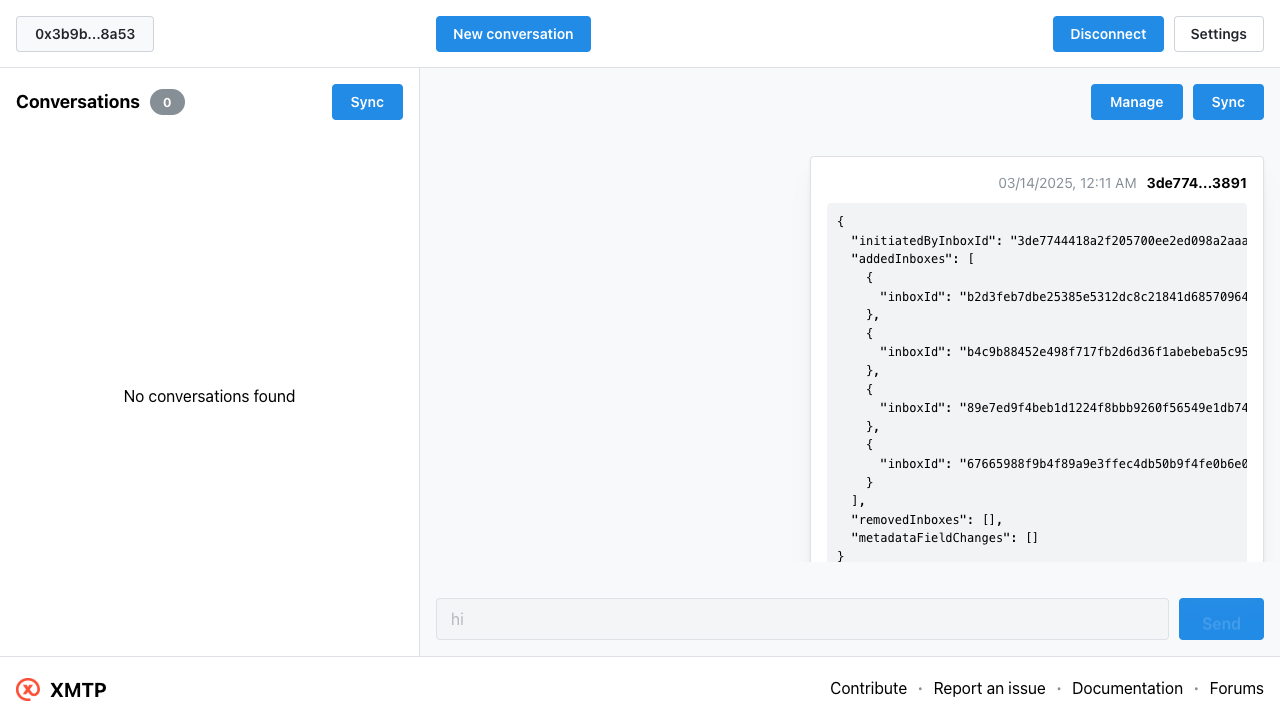 0x3b9b...8a53
New conversation
Disconnect
Settings
Conversations 0
Sync
Manage
Sync
03/14/2025, 12:11 AM 3de774...3891
{
"initiatedByInboxId": "3de7744418a2f205700ee2ed098a2aaa
"addedInboxes": [
{
"inboxId": "b2d3feb7dbe25385e5312dc8c21841d68570964
},
{
"inboxId": "b4c9b88452e498f717fb2d6d36f1abebeba5c95
},
{
"inboxId": "89e7ed9f4beb1d1224f8bbb9260f56549e1db74
},
{
"inboxId": "67665988f9b4f89a9e3ffec4db50b9f4fe0b6e0
}
],
"removedInboxes": [],
"metadataFieldChanges": []
}
No conversations found
hi
Send
XMTP
Contribute • Report an issue • Documentation • Forums